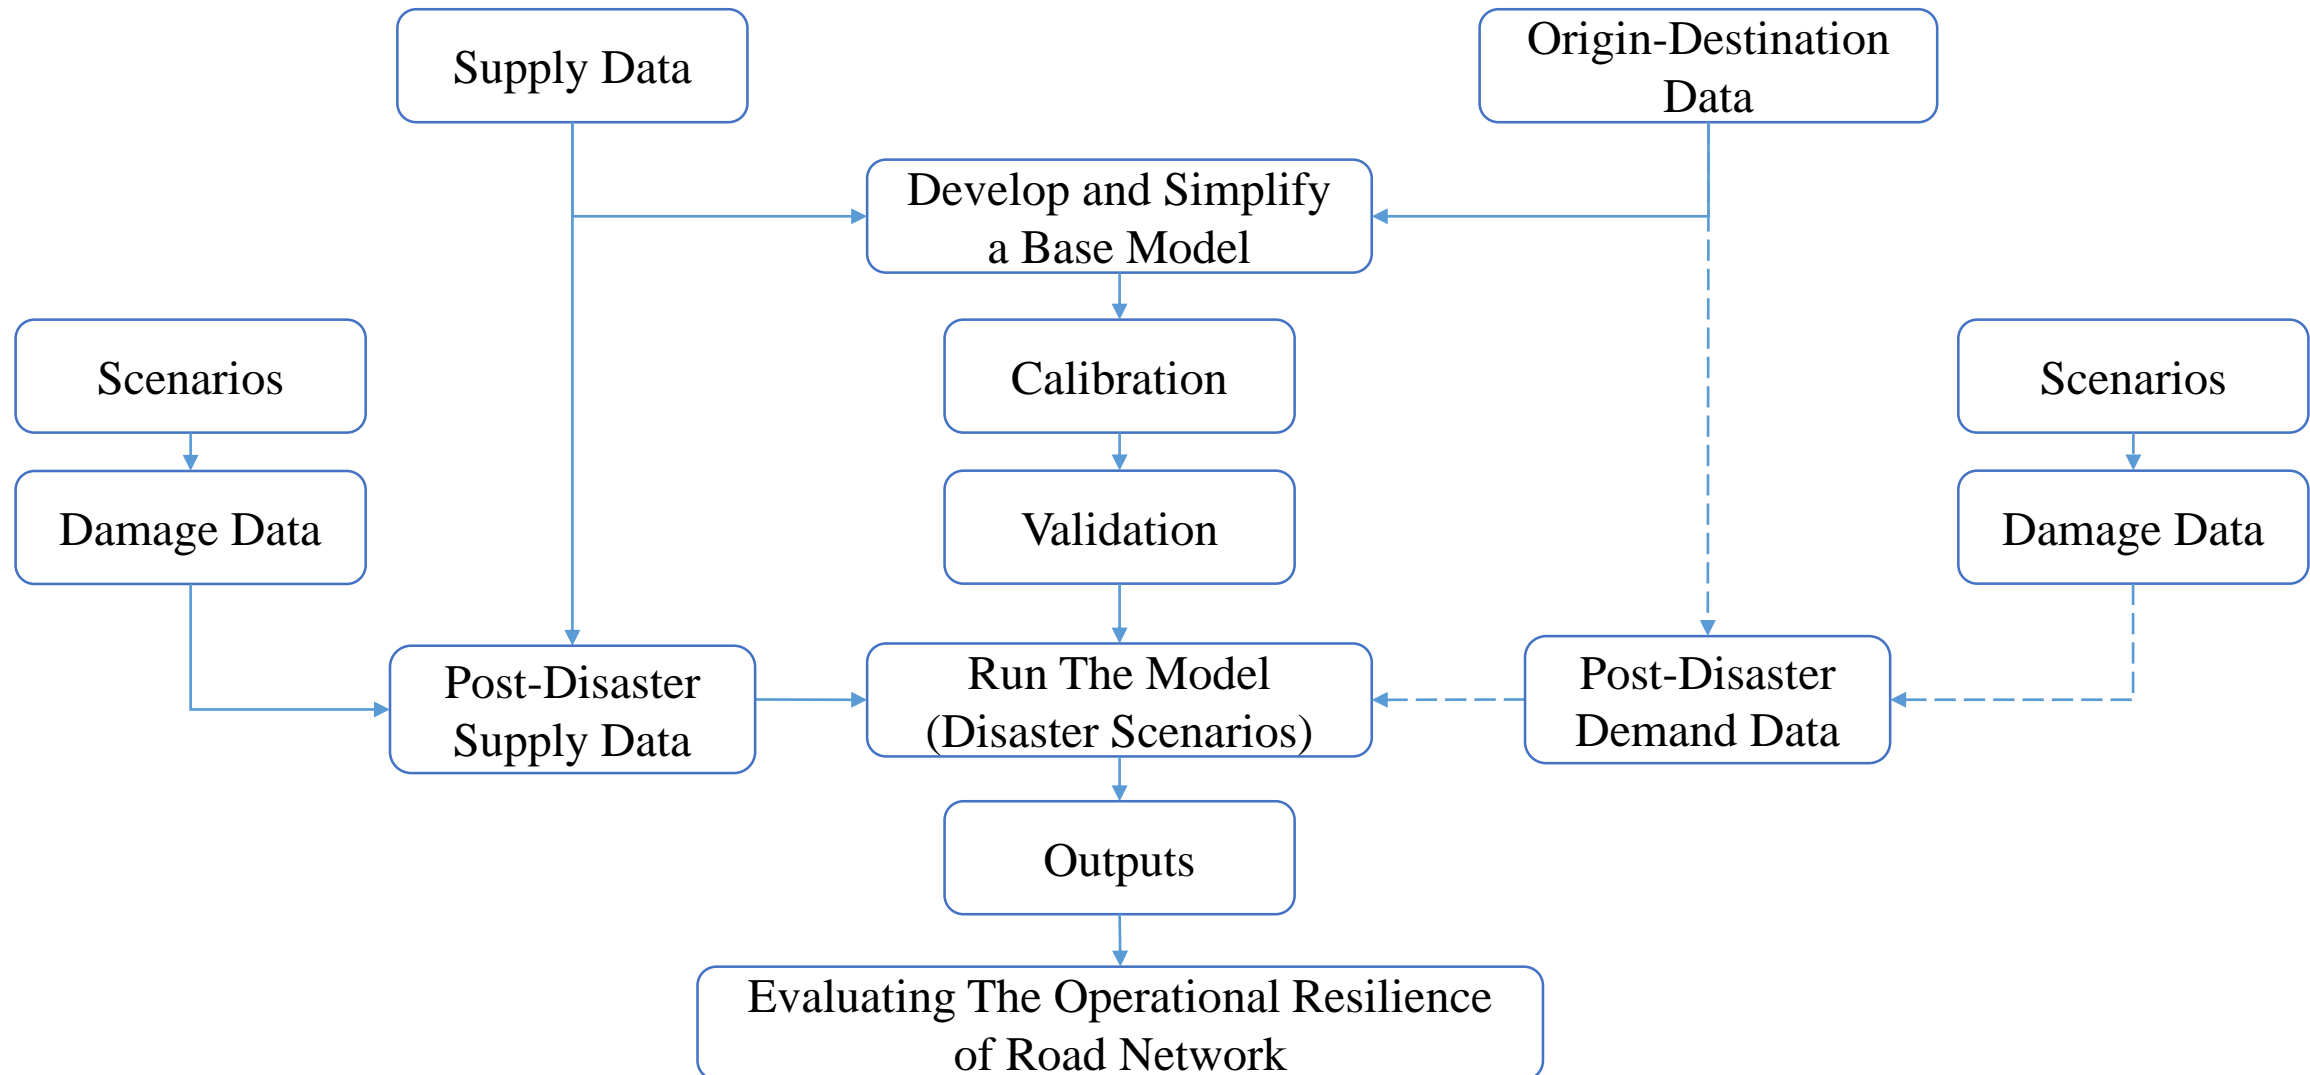 Supply Data
Origin-Destination
Data
Develop and Simplify
a Base Model
Scenarios
Calibration
Scenarios
Damage Data
Validation
Damage Data
Post-Disaster
Supply Data
Run The Model
(Disaster Scenarios)
Post-Disaster
Demand Data
Outputs
Evaluating The Operational Resilience
of Road Network